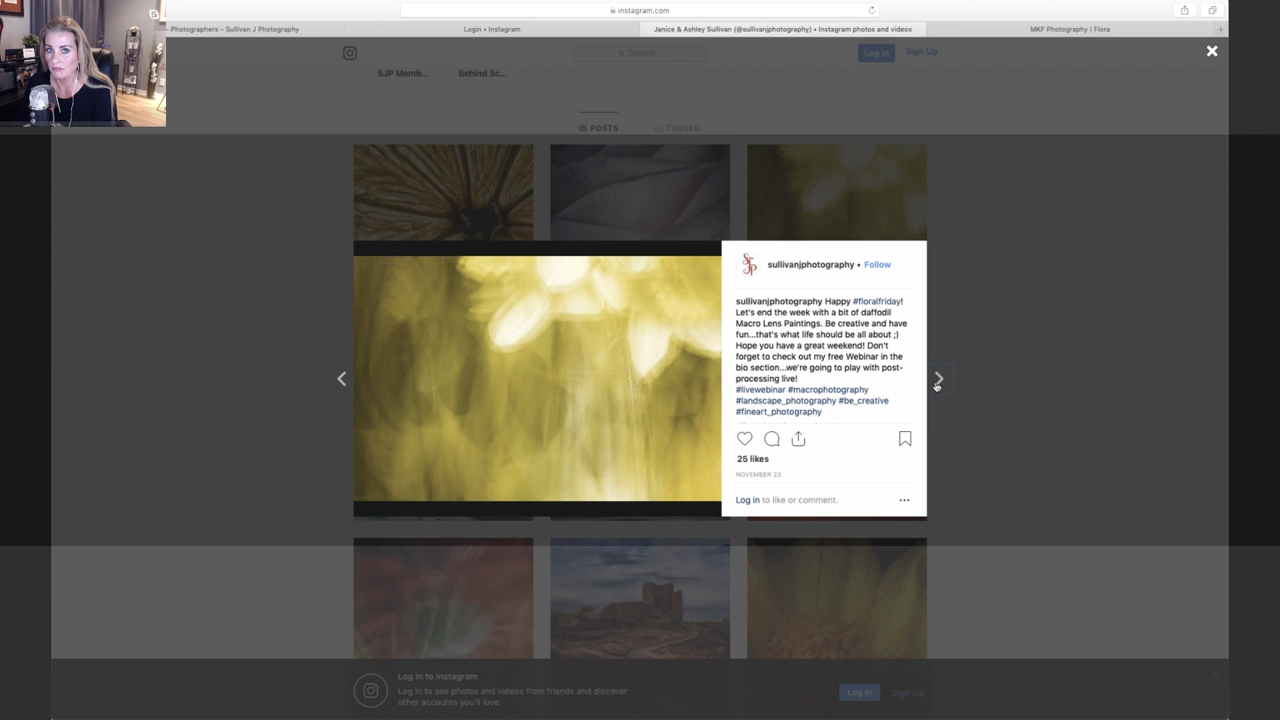 instagram.com
Photographers – Sullivan J Photography
Login • Instagram
Janice & Ashley Sullivan (@sullivanjphotography) • Instagram photos and videos
MKF Photography | Flora
Search
Log In
Sign Up
SJP Memb...
Behind Sc...
POSTS
TAGGED
SJP
sullivanjphotography • Follow
sullivanjphotography Happy #floralfriday!
Let's end the week with a bit of daffodil
Macro Lens Paintings. Be creative and have
fun...that's what life should be all about ;)
Hope you have a great weekend! Don't
forget to check out my free Webinar in the
bio section...we're going to play with post-
processing live!
#livewebinar #macrophotography
#landscape_photography #be_creative
#fineart_photography
25 likes
NOVEMBER 23
Log in to like or comment.
Log In to Instagram
Log in to see photos and videos from friends and discover
other accounts you'll love.
Log In
Sign Up